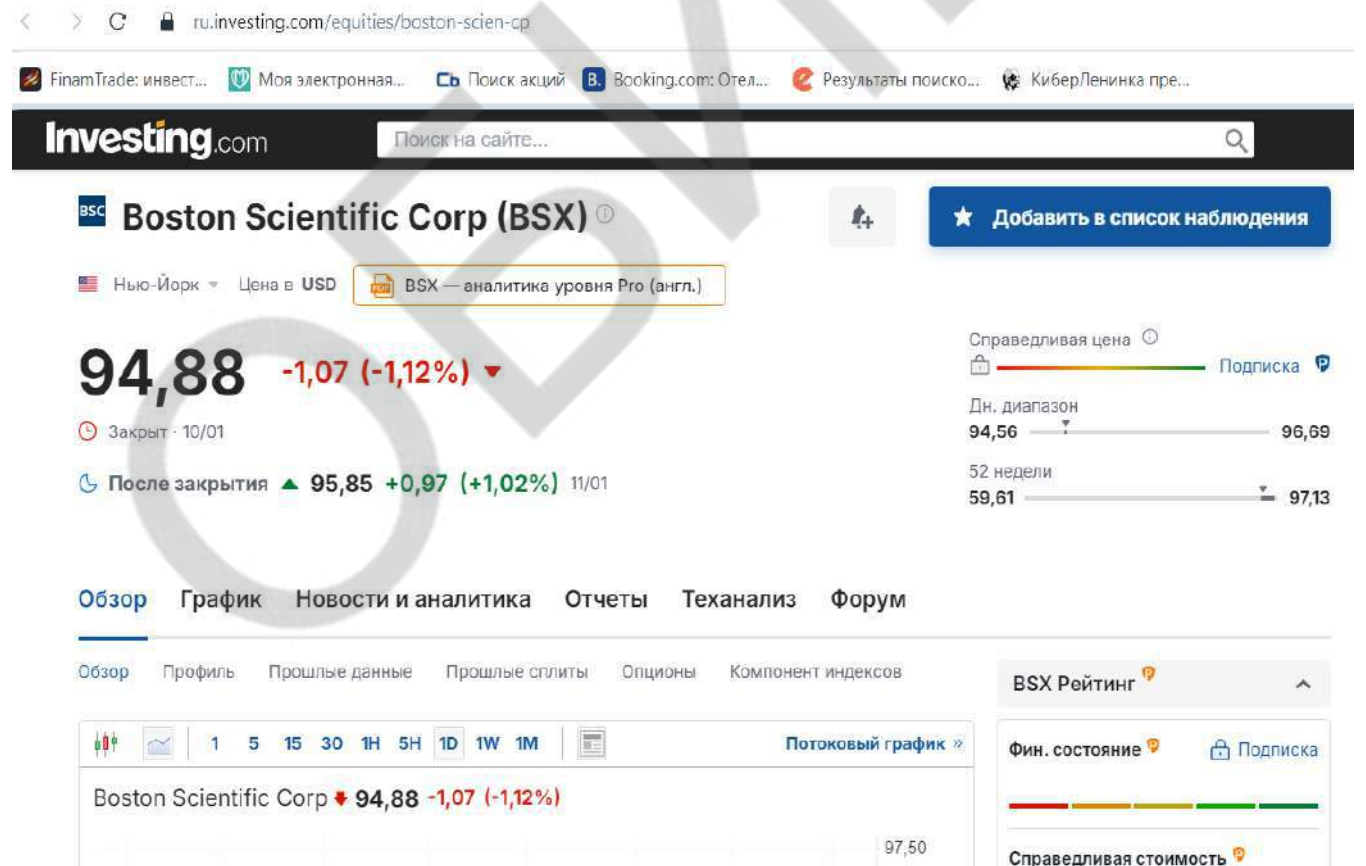 ru.investing.com/equities/boston-scien-cp
FinamTrade: инвест... Моя электронная... Cb Поиск акций B. Booking.com: Отел... Результаты поиско... КиберЛенинка пре...
Investing.com Поиск на сайте...
BSC Boston Scientific Corp (BSX) Добавить в список наблюдения
Нью-Йорк Цена в USD BSX — аналитика уровня Pro (англ.)
Справедливая цена
94,88 -1,07 (-1,12%) Подписка
Дн. диапазон
Закрыт · 10/01 94,56 96,69
52 недели
После закрытия 95,85 +0,97 (+1,02%) 11/01 59,61 97,13
Обзор График Новости и аналитика Отчеты Теханализ Форум
Обзор Профиль Прошлые данные Прошлые сплиты Опционы Компонент индексов
BSX Рейтинг
1 5 15 30 1H 5H 1D 1W 1M Потоковый график »
Фин. состояние Подписка
Boston Scientific Corp 94,88 -1,07 (-1,12%)
97,50
Справедливая стоимость